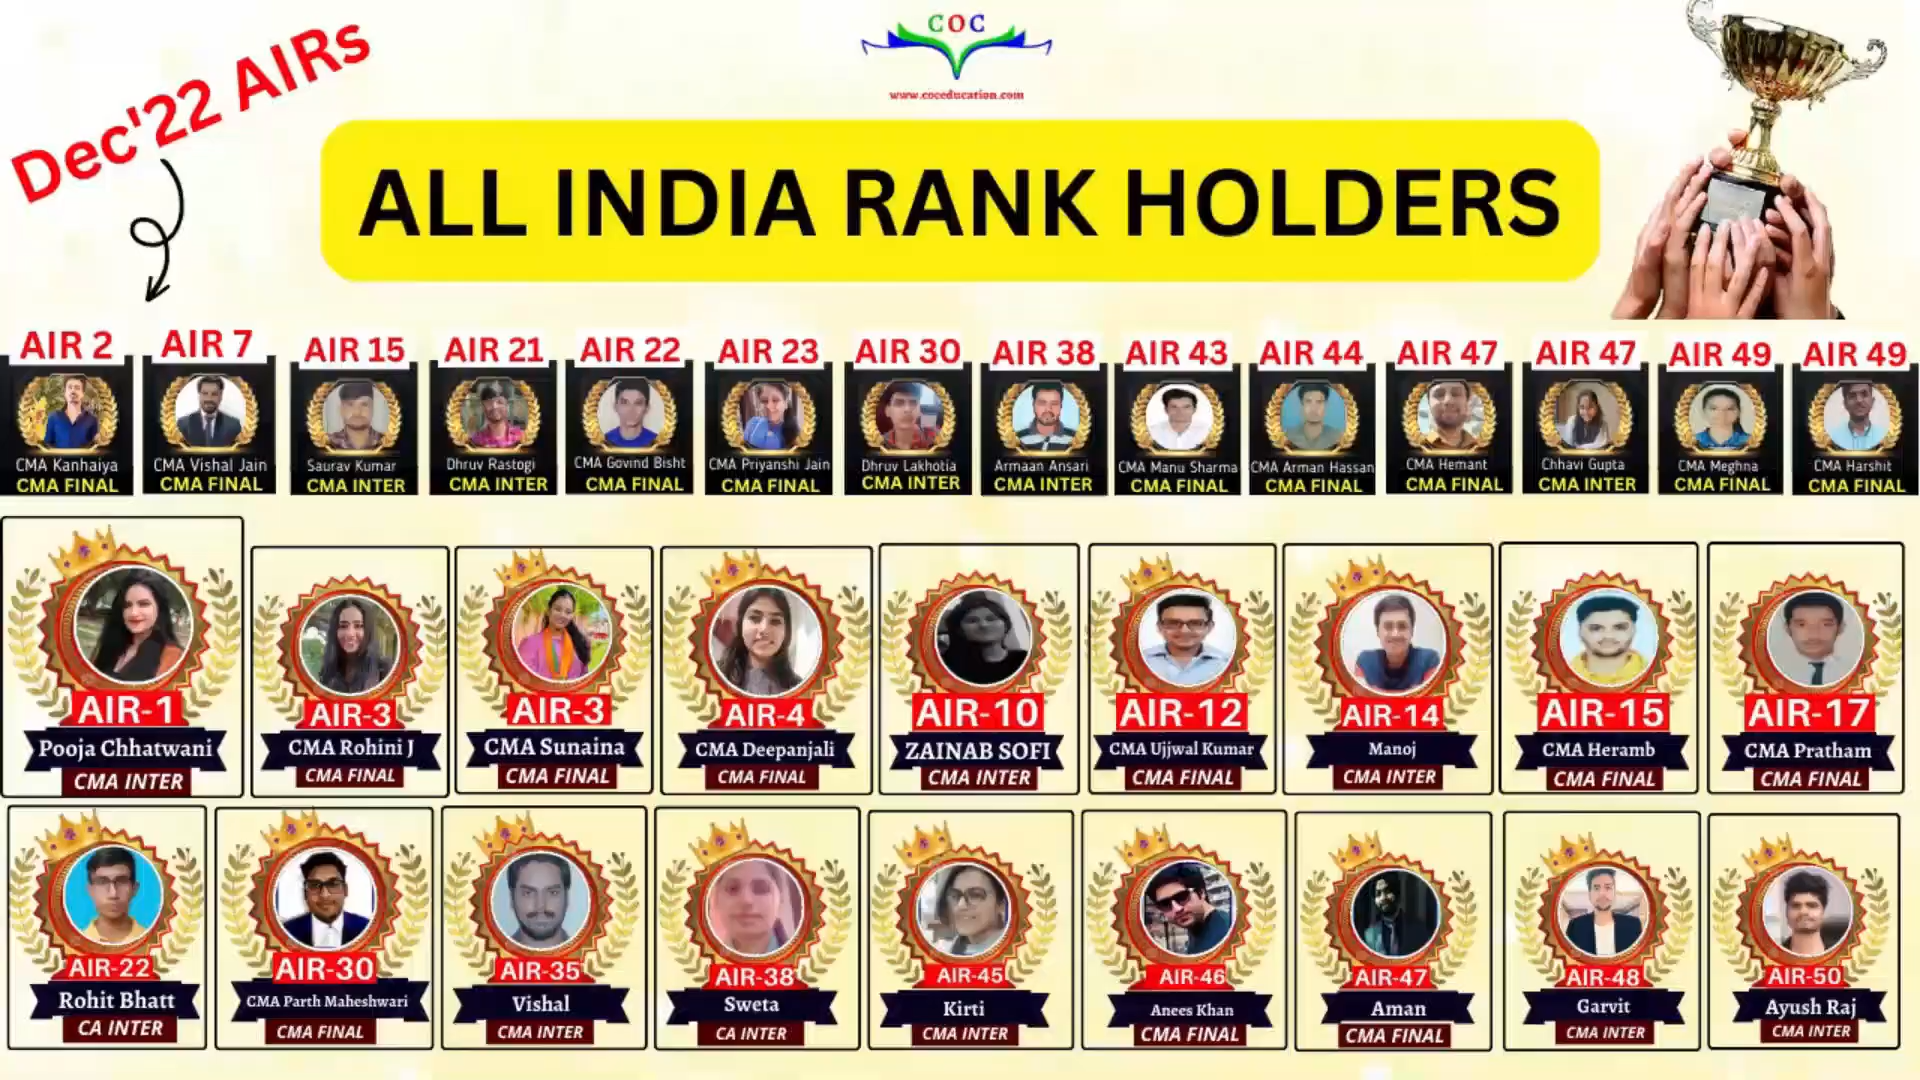 COC
www.coceducation.com
Dec'22 AIRs
ALL INDIA RANK HOLDERS
AIR 2
CMA Kanhaiya
CMA FINAL
AIR 7
CMA Vishal Jain
CMA FINAL
AIR 15
Saurav Kumar
CMA INTER
AIR 21
Dhruv Rastogi
CMA INTER
AIR 22
CMA Govind Bisht
CMA FINAL
AIR 23
CMA Priyanshi Jain
CMA FINAL
AIR 30
Dhruv Lakhotia
CMA INTER
AIR 38
Armaan Ansari
CMA INTER
AIR 43
CMA Manu Sharma
CMA FINAL
AIR 44
CMA Arman Hassan
CMA FINAL
AIR 47
CMA Hemant
CMA FINAL
AIR 47
Chhavi Gupta
CMA INTER
AIR 49
CMA Meghna
CMA FINAL
AIR 49
CMA Harshit
CMA FINAL
AIR-1
Pooja Chhatwani
CMA INTER
AIR-3
CMA Rohini J
CMA FINAL
AIR-3
CMA Sunaina
CMA FINAL
AIR-4
CMA Deepanjali
CMA FINAL
AIR-10
ZAINAB SOFI
CMA INTER
AIR-12
CMA Ujjwal Kumar
CMA FINAL
AIR-14
Manoj
CMA INTER
AIR-15
CMA Heramb
CMA FINAL
AIR-17
CMA Pratham
CMA FINAL
AIR-22
Rohit Bhatt
CA INTER
AIR-30
CMA Parth Maheshwari
CMA FINAL
AIR-35
Vishal
CMA INTER
AIR-38
Sweta
CA INTER
AIR-45
Kirti
CMA INTER
AIR-46
Anees Khan
CMA FINAL
AIR-47
Aman
CMA FINAL
AIR-48
Garvit
CMA INTER
AIR-50
Ayush Raj
CMA INTER